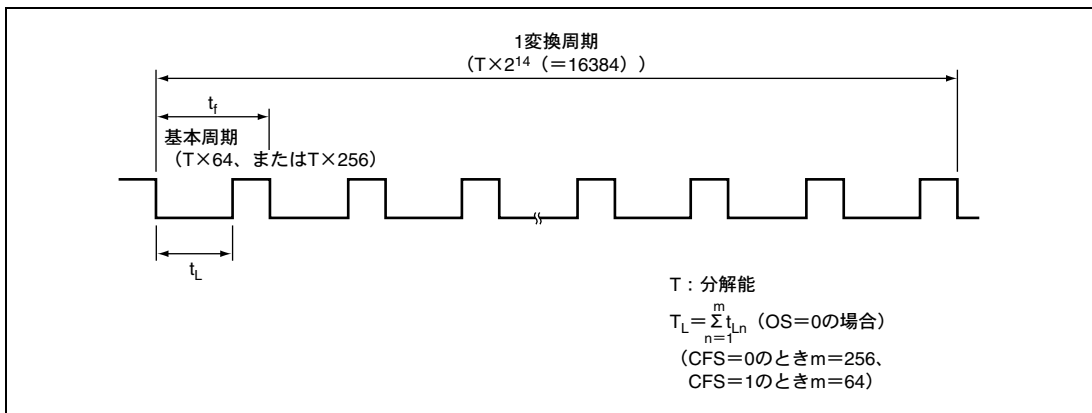 1変換周期
（T×2¹⁴（＝16384））
t_f
基本周期
（T×64、またはT×256）
t_L
T：分解能
T_L＝Σt_Ln（OS＝0の場合）
m
n＝1
（CFS＝0のときm＝256、
CFS＝1のときm＝64）